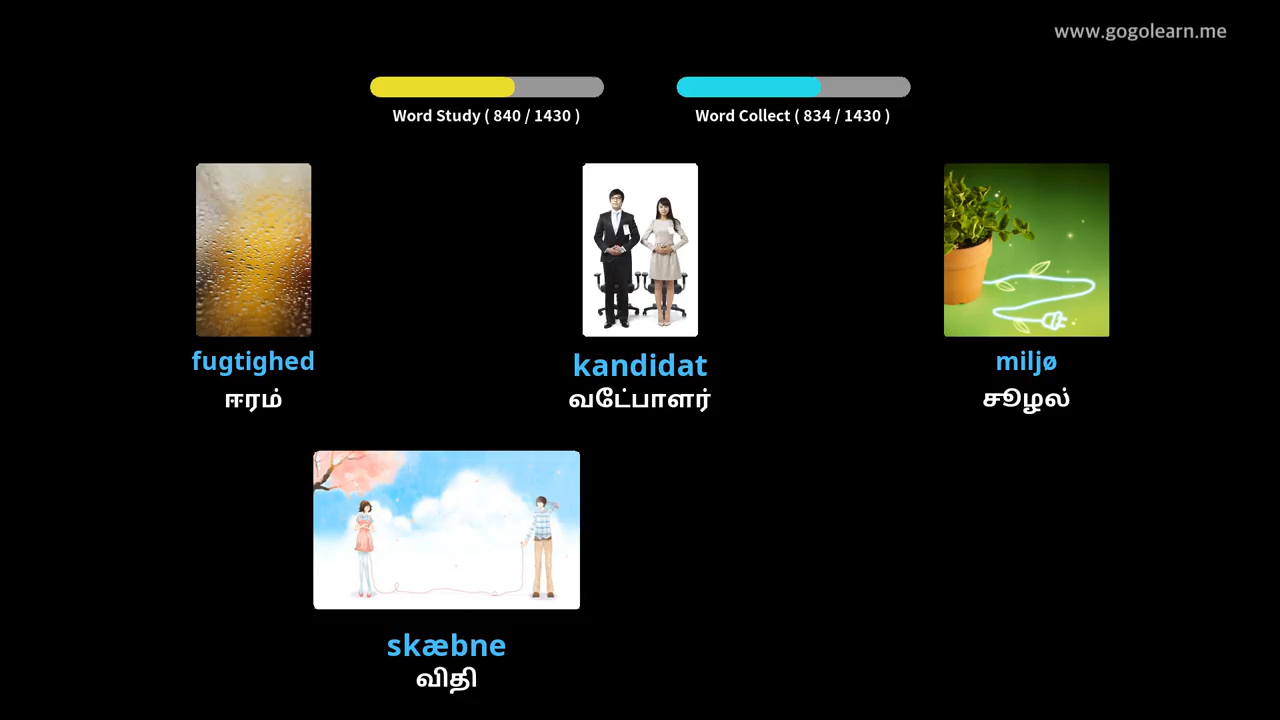 www.gogolearn.me
Word Study ( 840 / 1430 )
Word Collect ( 834 / 1430 )
fugtighed
ஈரம்
kandidat
வேட்பாளர்
miljø
சூழல்
skæbne
விதி